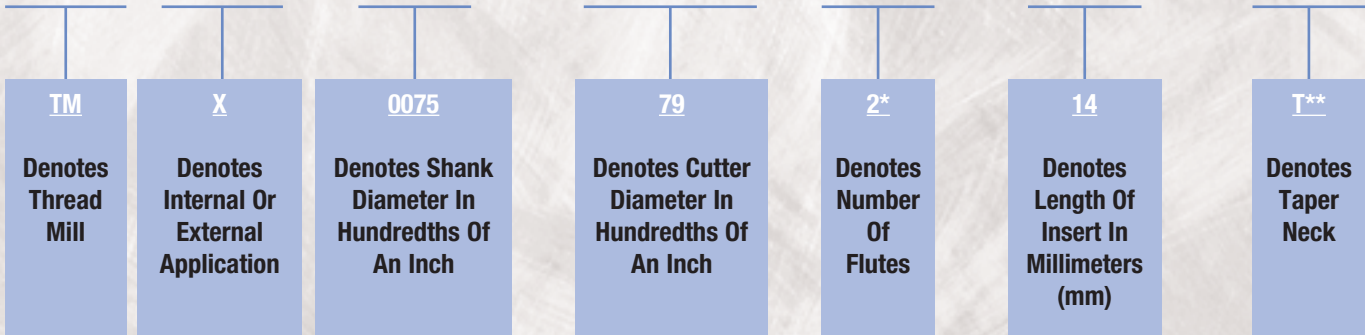 TM
Denotes
Thread
Mill
X
Denotes
Internal Or
External
Application
0075
Denotes Shank
Diameter In
Hundredths Of
An Inch
79
Denotes Cutter
Diameter In
Hundredths Of
An Inch
2*
Denotes
Number
Of
Flutes
14
Denotes
Length Of
Insert In
Millimeters
(mm)
T**
Denotes
Taper
Neck